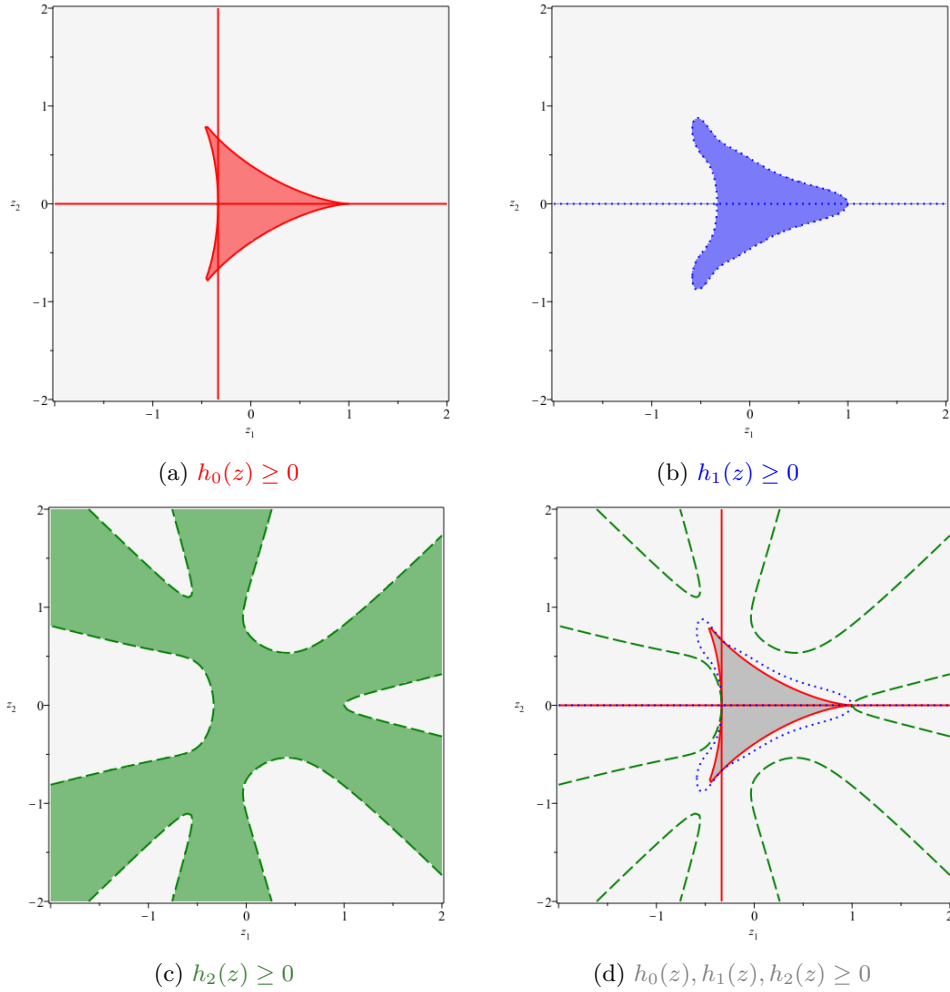 2
2
1
1
z₂ 0
z₂ 0
−1
−1
−2
−2
−1 0 1 2
−1 0 1 2
z₁
z₁
(a) h₀(z) ≥ 0
(b) h₁(z) ≥ 0
2
2
1
1
z₂ 0
z₂ 0
−1
−1
−2
−2
−1 0 1 2
−1 0 1 2
z₁
z₁
(c) h₂(z) ≥ 0
(d) h₀(z), h₁(z), h₂(z) ≥ 0